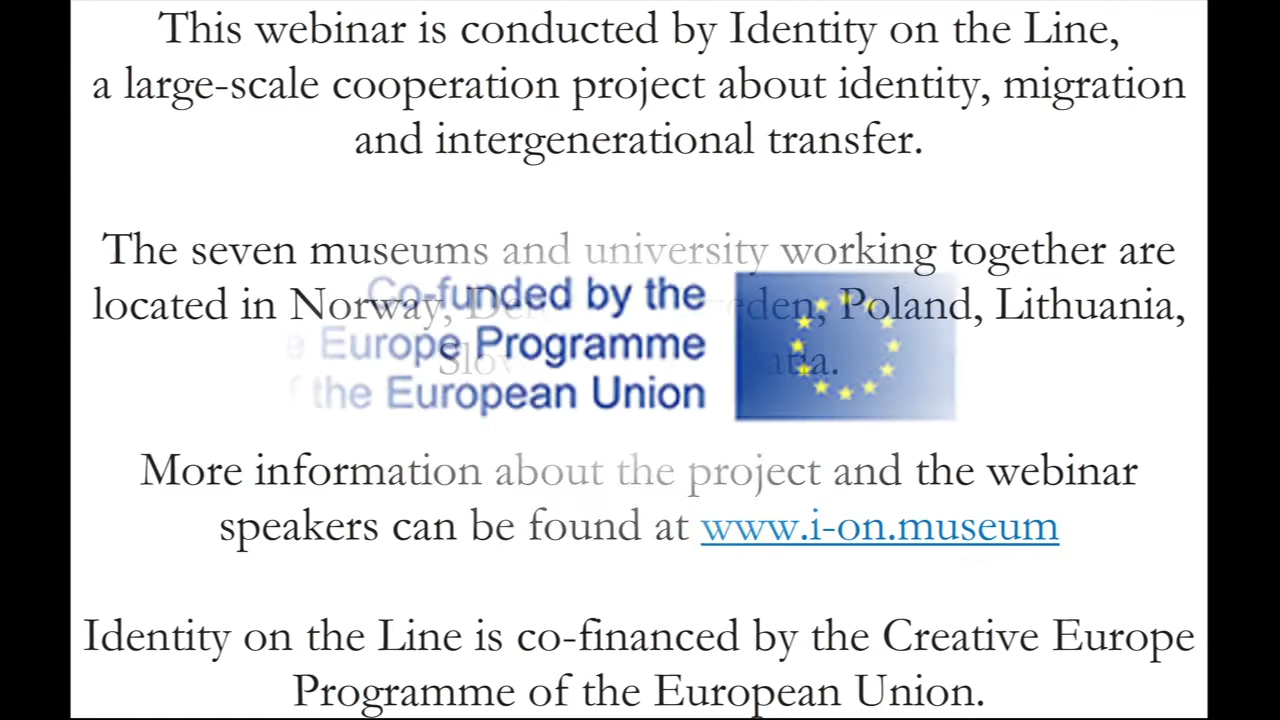 This webinar is conducted by Identity on the Line,
a large-scale cooperation project about identity, migration
and intergenerational transfer.
The seven museums and university working together are
located in Norway, Poland, Lithuania,
Co-funded by the
Europe Programme
the European Union
More information about the project and the webinar
speakers can be found at www.i-on.museum
Identity on the Line is co-financed by the Creative Europe
Programme of the European Union.